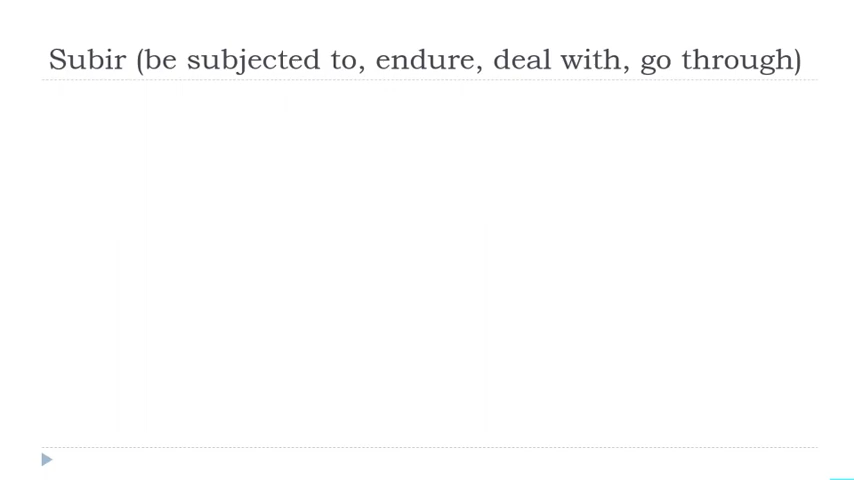 Subir (be subjected to, endure, deal with, go through)